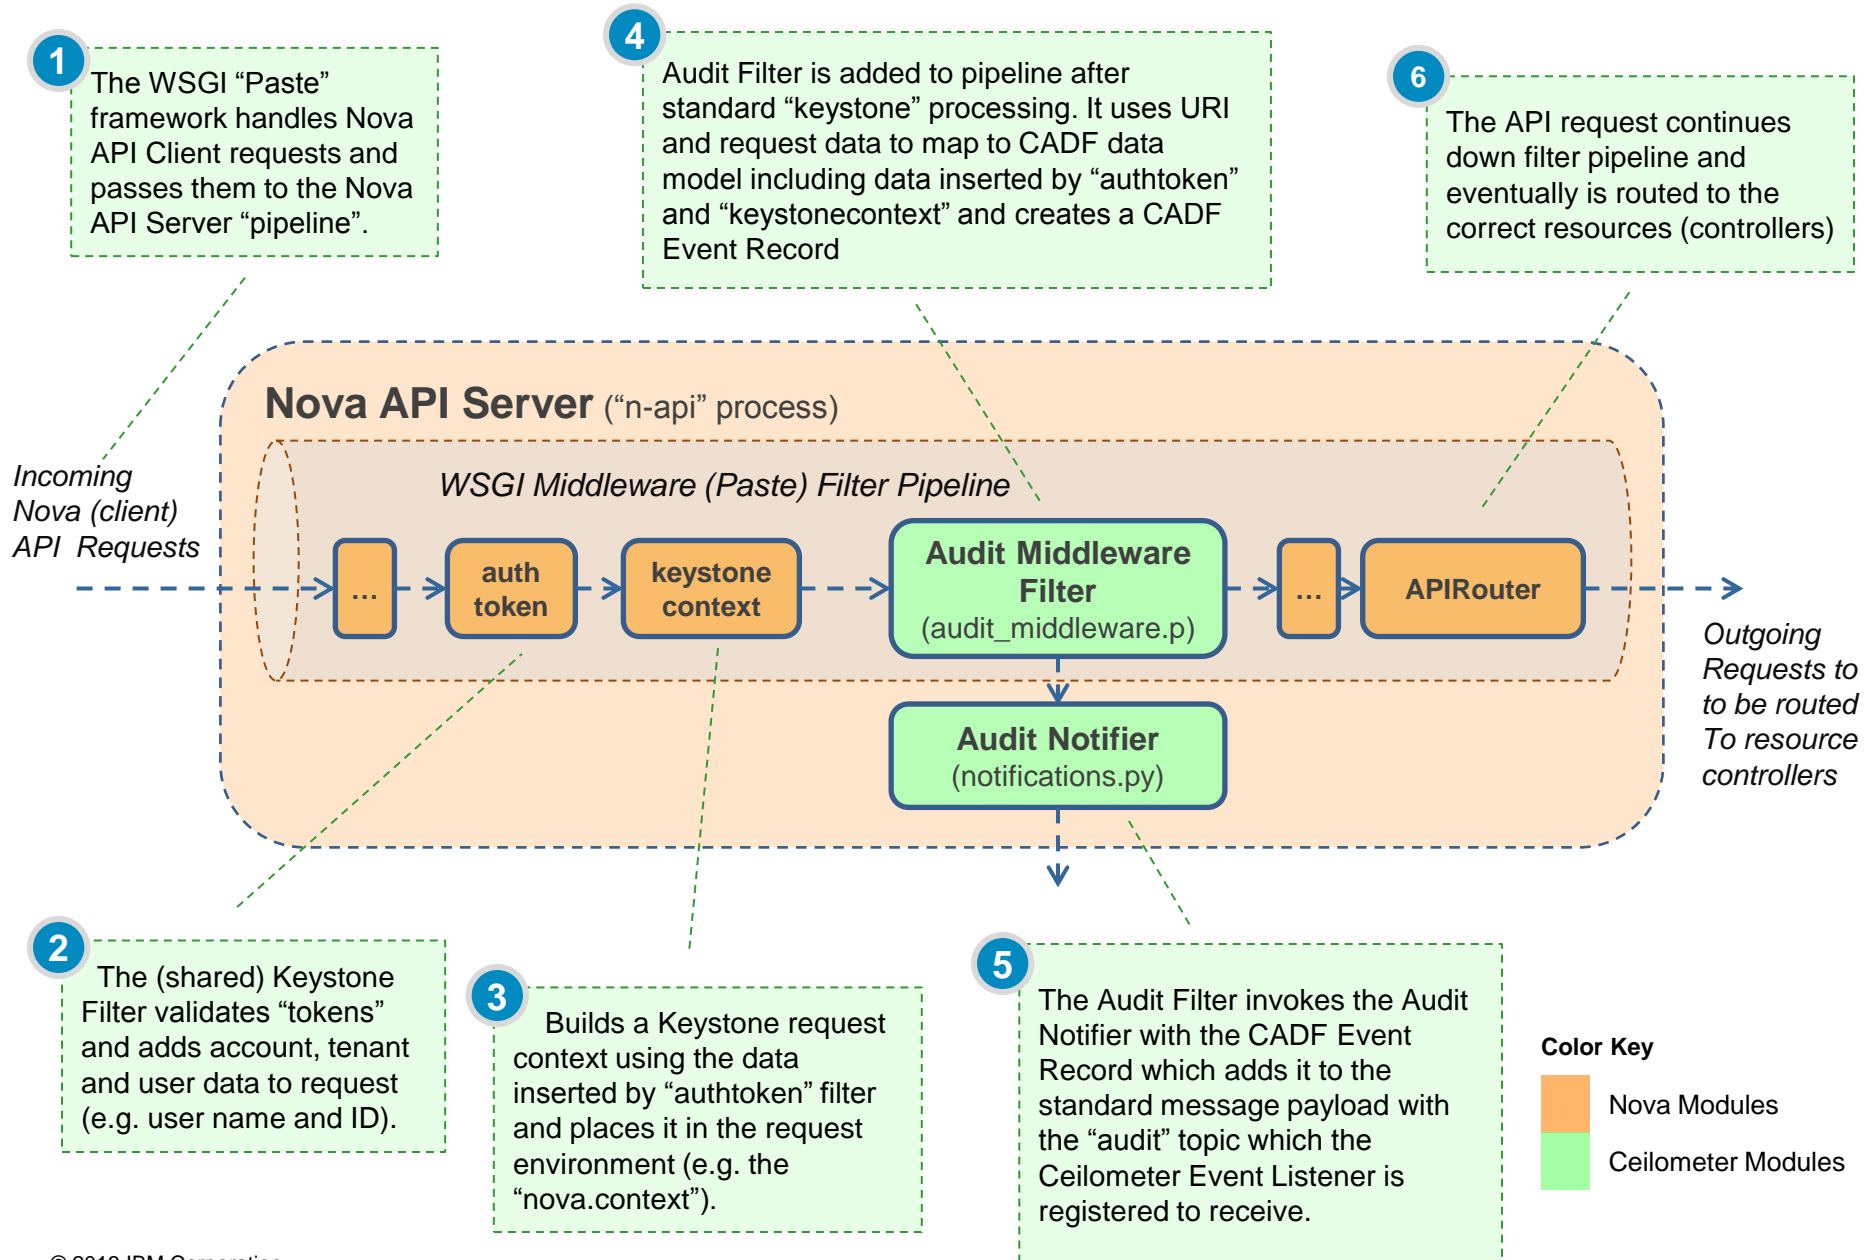 1
The WSGI “Paste”
framework handles Nova
API Client requests and
passes them to the Nova
API Server “pipeline”.
4
Audit Filter is added to pipeline after
standard “keystone” processing. It uses URI
and request data to map to CADF data
model including data inserted by “authtoken”
and “keystonecontext” and creates a CADF
Event Record
6
The API request continues
down filter pipeline and
eventually is routed to the
correct resources (controllers)
Nova API Server (“n-api” process)
Incoming
Nova (client)
API Requests
WSGI Middleware (Paste) Filter Pipeline
...
auth
token
keystone
context
Audit Middleware
Filter
(audit_middleware.p)
...
APIRouter
Outgoing
Requests to
to be routed
To resource
controllers
Audit Notifier
(notifications.py)
2
The (shared) Keystone
Filter validates “tokens”
and adds account, tenant
and user data to request
(e.g. user name and ID).
3
Builds a Keystone request
context using the data
inserted by “authtoken” filter
and places it in the request
environment (e.g. the
“nova.context”).
5
The Audit Filter invokes the Audit
Notifier with the CADF Event
Record which adds it to the
standard message payload with
the “audit” topic which the
Ceilometer Event Listener is
registered to receive.
Color Key
Nova Modules
Ceilometer Modules
IBM Corporation